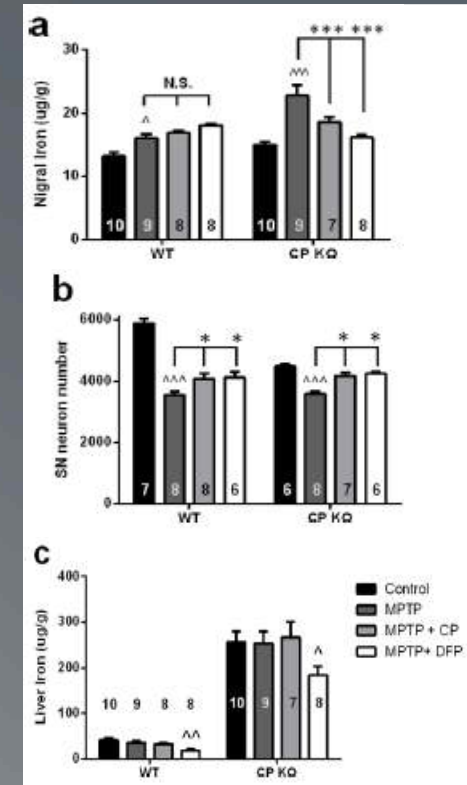 a
*** ***
30
^^^
N.S.
20
^
10
0
10 9 8 8 10 9 7 8
WT CP KO
Nigral Iron (ug/g)
b
6000
* * * *
^^^ ^^^
4000
2000
0
7 8 8 6 6 8 7 6
WT CP KO
SN neuron number
c
400
Control
MPTP
MPTP + CP
MPTP+ DFP
300
^
200
10 9 8 8 10 9 7 8
100
^^
0
WT CP KO
Liver Iron (ug/g)